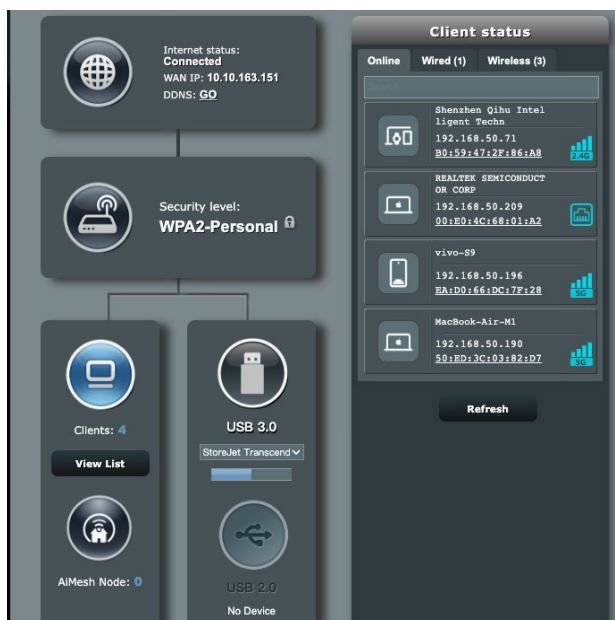 Internet status:
Connected
WAN IP: 10.10.163.151
DDNS: GO
Security level:
WPA2-Personal
Clients: 4
View List
AiMesh Node: 0
USB 3.0
StoreJet Transcend
USB 2.0
No Device
Client status
Online Wired (1) Wireless (3)
Search
Shenzhen Qihu Intel
ligent Techn
192.168.50.71
B0:59:47:2F:86:A8
2.4G
REALTEK SEMICONDUCT
OR CORP
192.168.50.209
00:E0:4C:68:01:A2
vivo-S9
192.168.50.196
EA:D0:66:DC:7F:28
5G
MacBook-Air-M1
192.168.50.190
50:ED:3C:03:82:D7
5G
Refresh